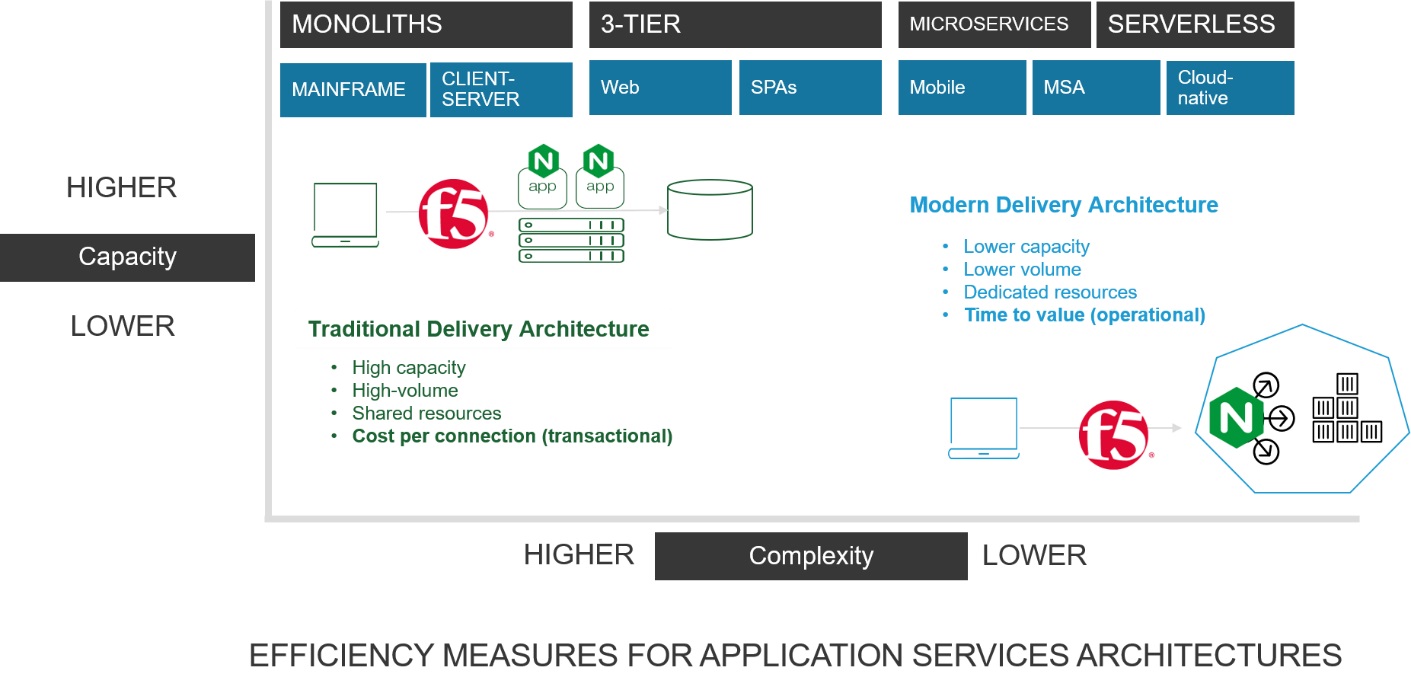 MONOLITHS
3-TIER
MICROSERVICES
SERVERLESS
MAINFRAME
CLIENT-
SERVER
Web
SPAs
Mobile
MSA
Cloud-
native
HIGHER
Capacity
LOWER
N
app
N
app
f5®
Traditional Delivery Architecture
• High capacity
• High-volume
• Shared resources
• Cost per connection (transactional)
Modern Delivery Architecture
• Lower capacity
• Lower volume
• Dedicated resources
• Time to value (operational)
f5®
N
HIGHER
Complexity
LOWER
EFFICIENCY MEASURES FOR APPLICATION SERVICES ARCHITECTURES